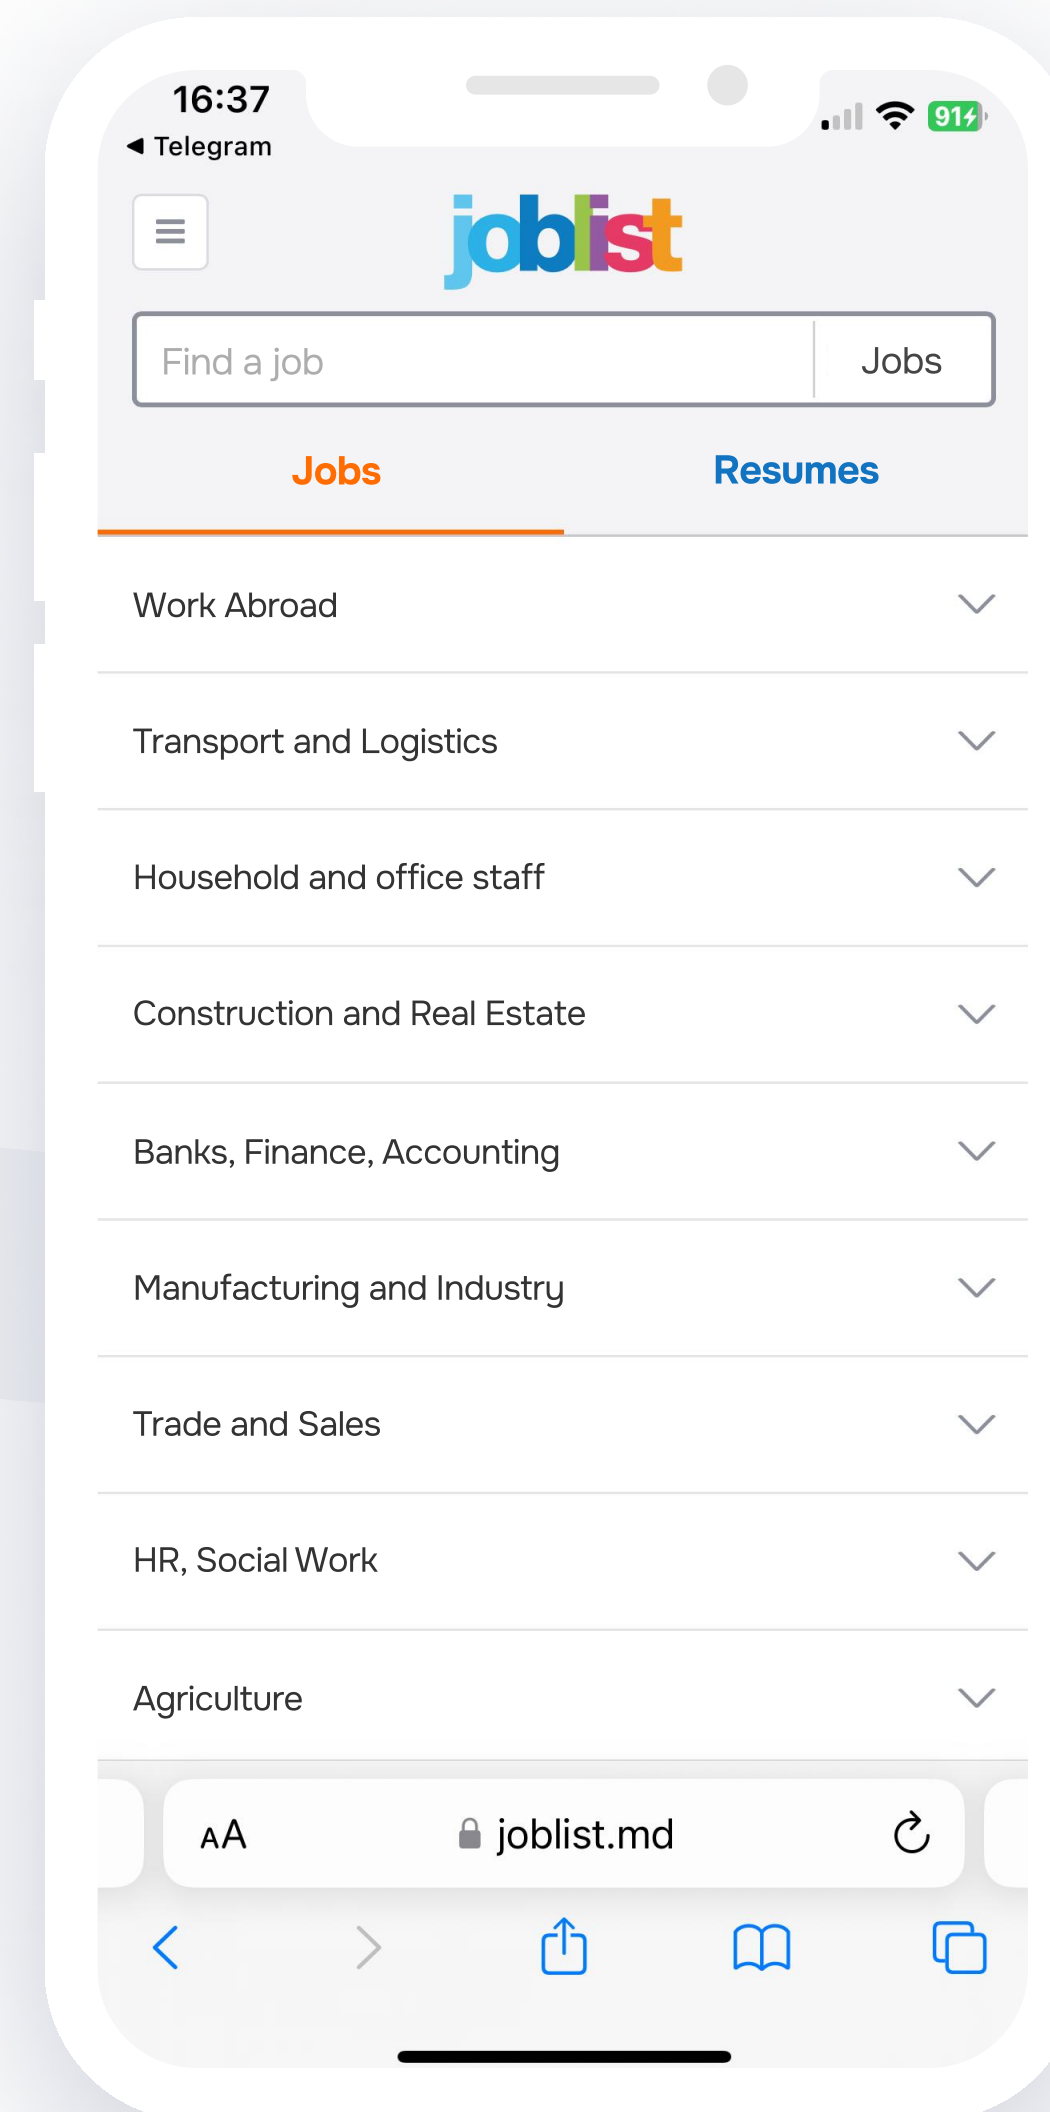 16:37
Telegram
91
joblist
Find a job
Jobs
Jobs
Resumes
Work Abroad
Transport and Logistics
Household and office staff
Construction and Real Estate
Banks, Finance, Accounting
Manufacturing and Industry
Trade and Sales
HR, Social Work
Agriculture
AA
joblist.md